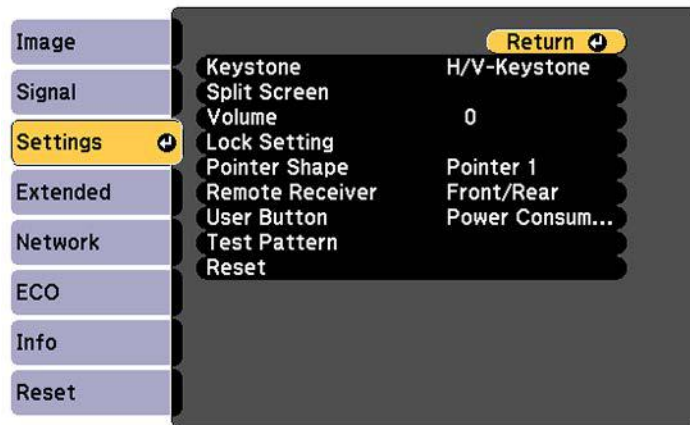 Image
Signal
Settings
Extended
Network
ECO
Info
Reset
Return
Keystone H/V-Keystone
Split Screen
Volume 0
Lock Setting
Pointer Shape Pointer 1
Remote Receiver Front/Rear
User Button Power Consum...
Test Pattern
Reset